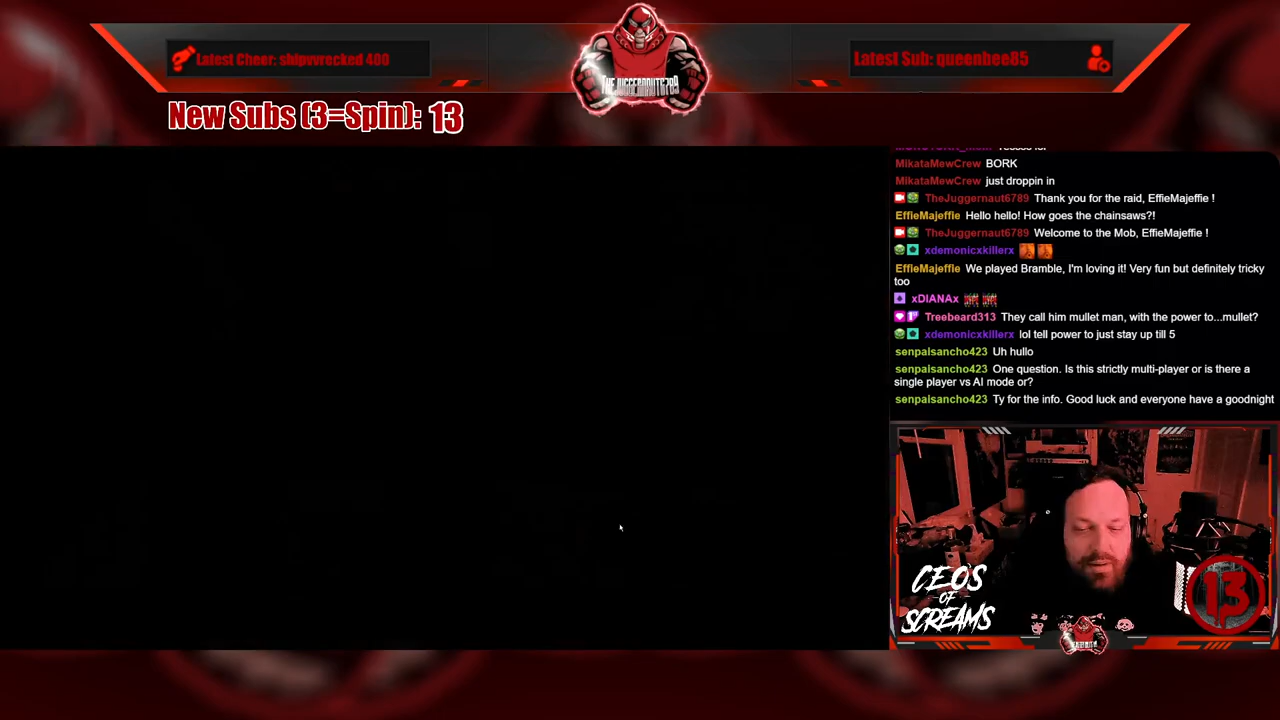 Latest Cheer: shipvvrecked 400
THEJUGGERNAUT6789
Latest Sub: queenbee85
New Subs (3=Spin): 13
MikataMewCrew BORK
MikataMewCrew just droppin in
TheJuggernaut6789 Thank you for the raid, EffieMajeffie !
EffieMajeffie Hello hello! How goes the chainsaws?!
TheJuggernaut6789 Welcome to the Mob, EffieMajeffie !
xdemonicxkillerx
EffieMajeffie We played Bramble, I'm loving it! Very fun but definitely tricky
too
xDIANAx
Treebeard313 They call him mullet man, with the power to...mullet?
xdemonicxkillerx lol tell power to just stay up till 5
senpaisancho423 Uh hullo
senpaisancho423 One question. Is this strictly multi-player or is there a
single player vs AI mode or?
senpaisancho423 Ty for the info. Good luck and everyone have a goodnight
CEOS
OF
SCREAMS
13